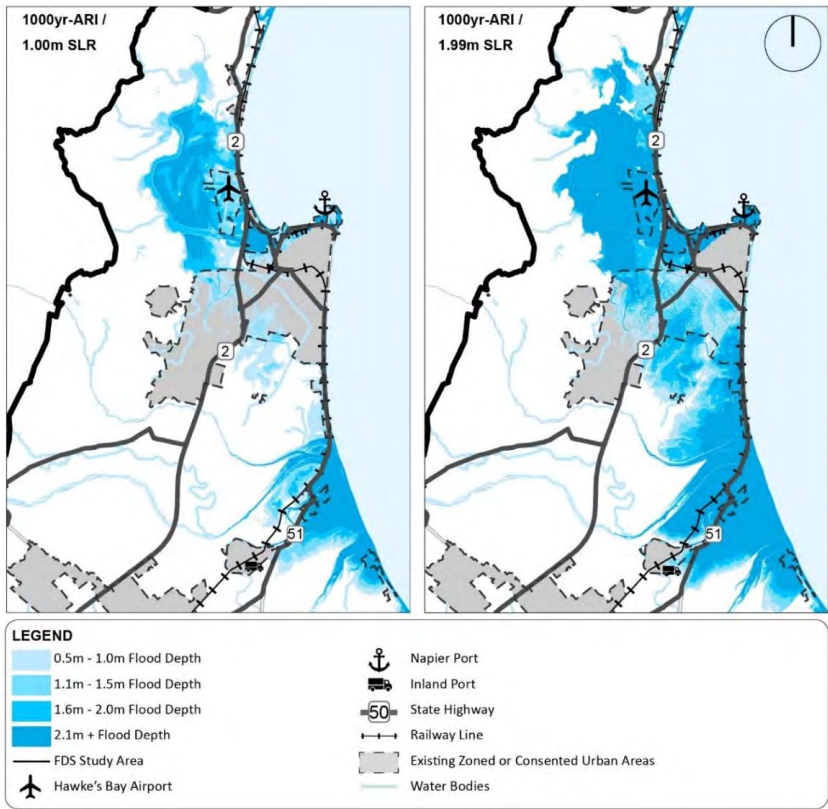 1000yr-ARI /
1.00m SLR
2
2
51
1000yr-ARI /
1.99m SLR
2
2
51
LEGEND
0.5m - 1.0m Flood Depth
1.1m - 1.5m Flood Depth
1.6m - 2.0m Flood Depth
2.1m + Flood Depth
FDS Study Area
Hawke's Bay Airport
Napier Port
Inland Port
50
State Highway
Railway Line
Existing Zoned or Consented Urban Areas
Water Bodies